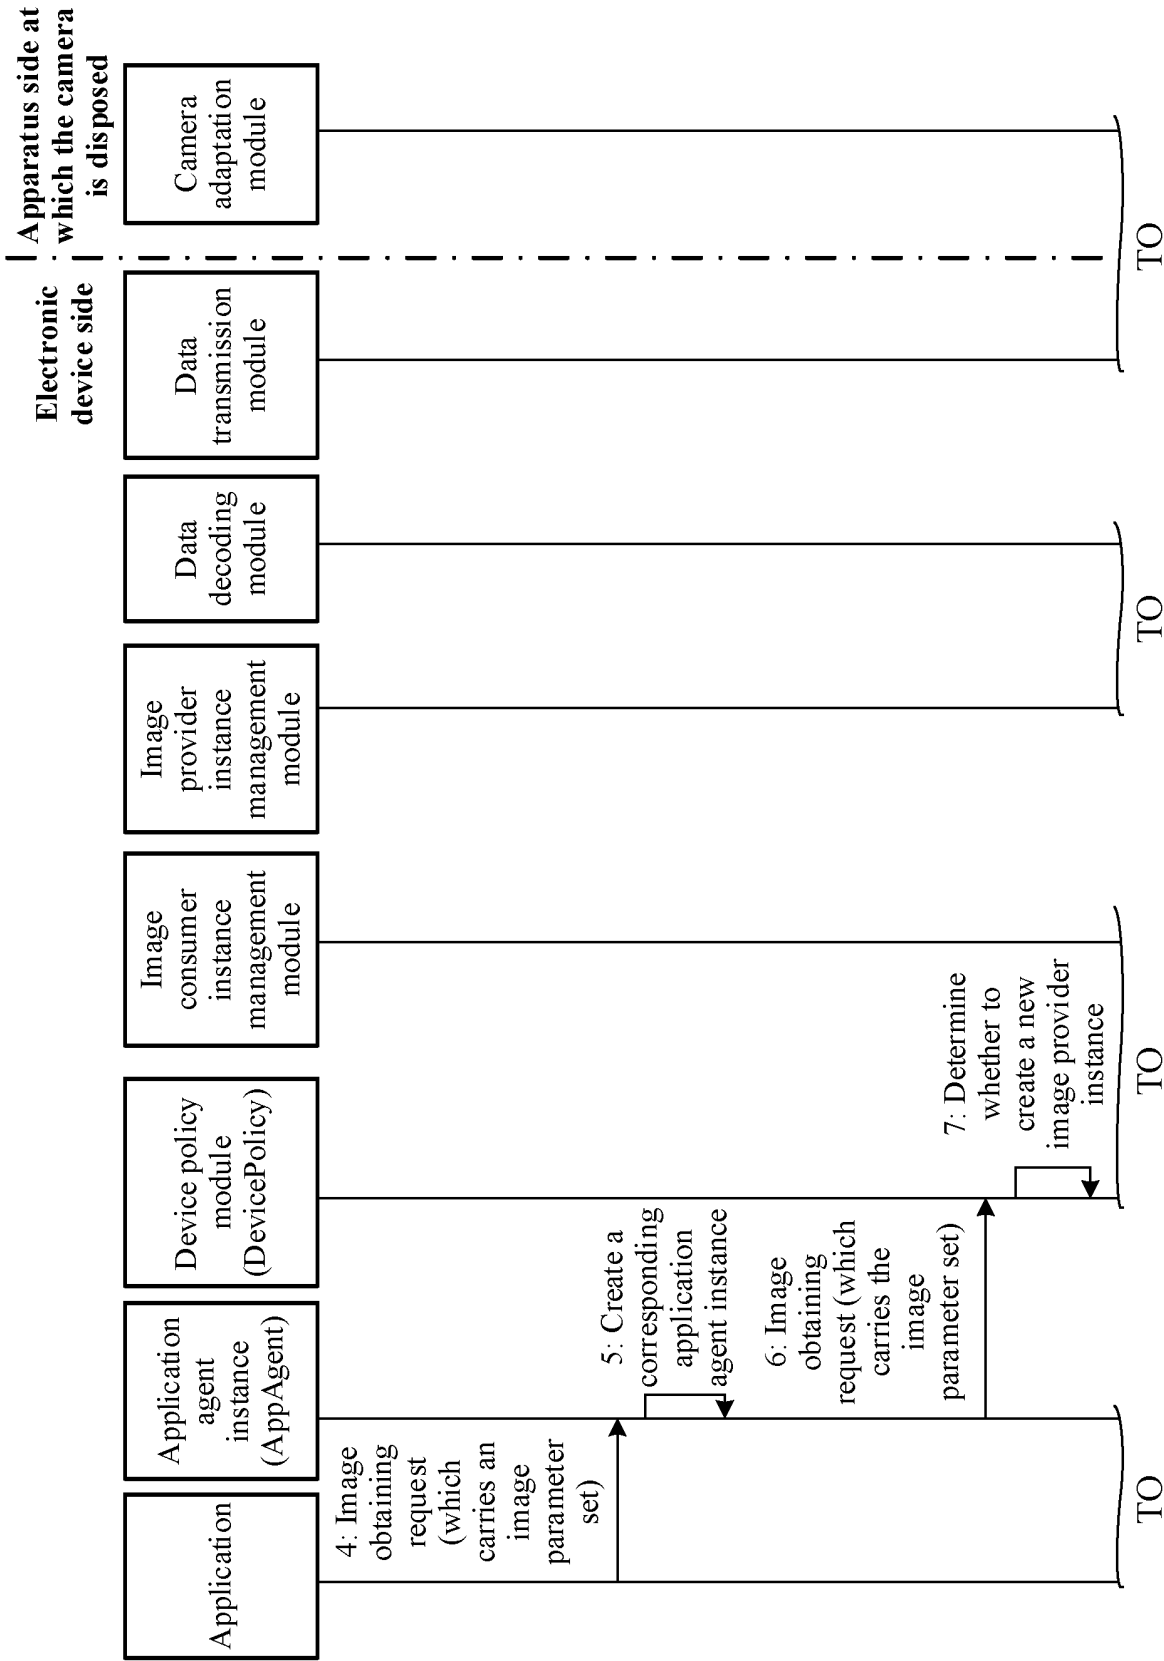 Electronic
device side
Apparatus side at
which the camera
is disposed
Application
Application
agent
instance
(AppAgent)
Device policy
module
(DevicePolicy)
Image
consumer
instance
management
module
Image
provider
instance
management
module
Data
decoding
module
Data
transmission
module
Camera
adaptation
module
4: Image
obtaining
request
(which
carries an
image
parameter
set)
5: Create a
corresponding
application
agent instance
6: Image
obtaining
request (which
carries the
image
parameter set)
7: Determine
whether to
create a new
image provider
instance
TO
TO
TO
TO